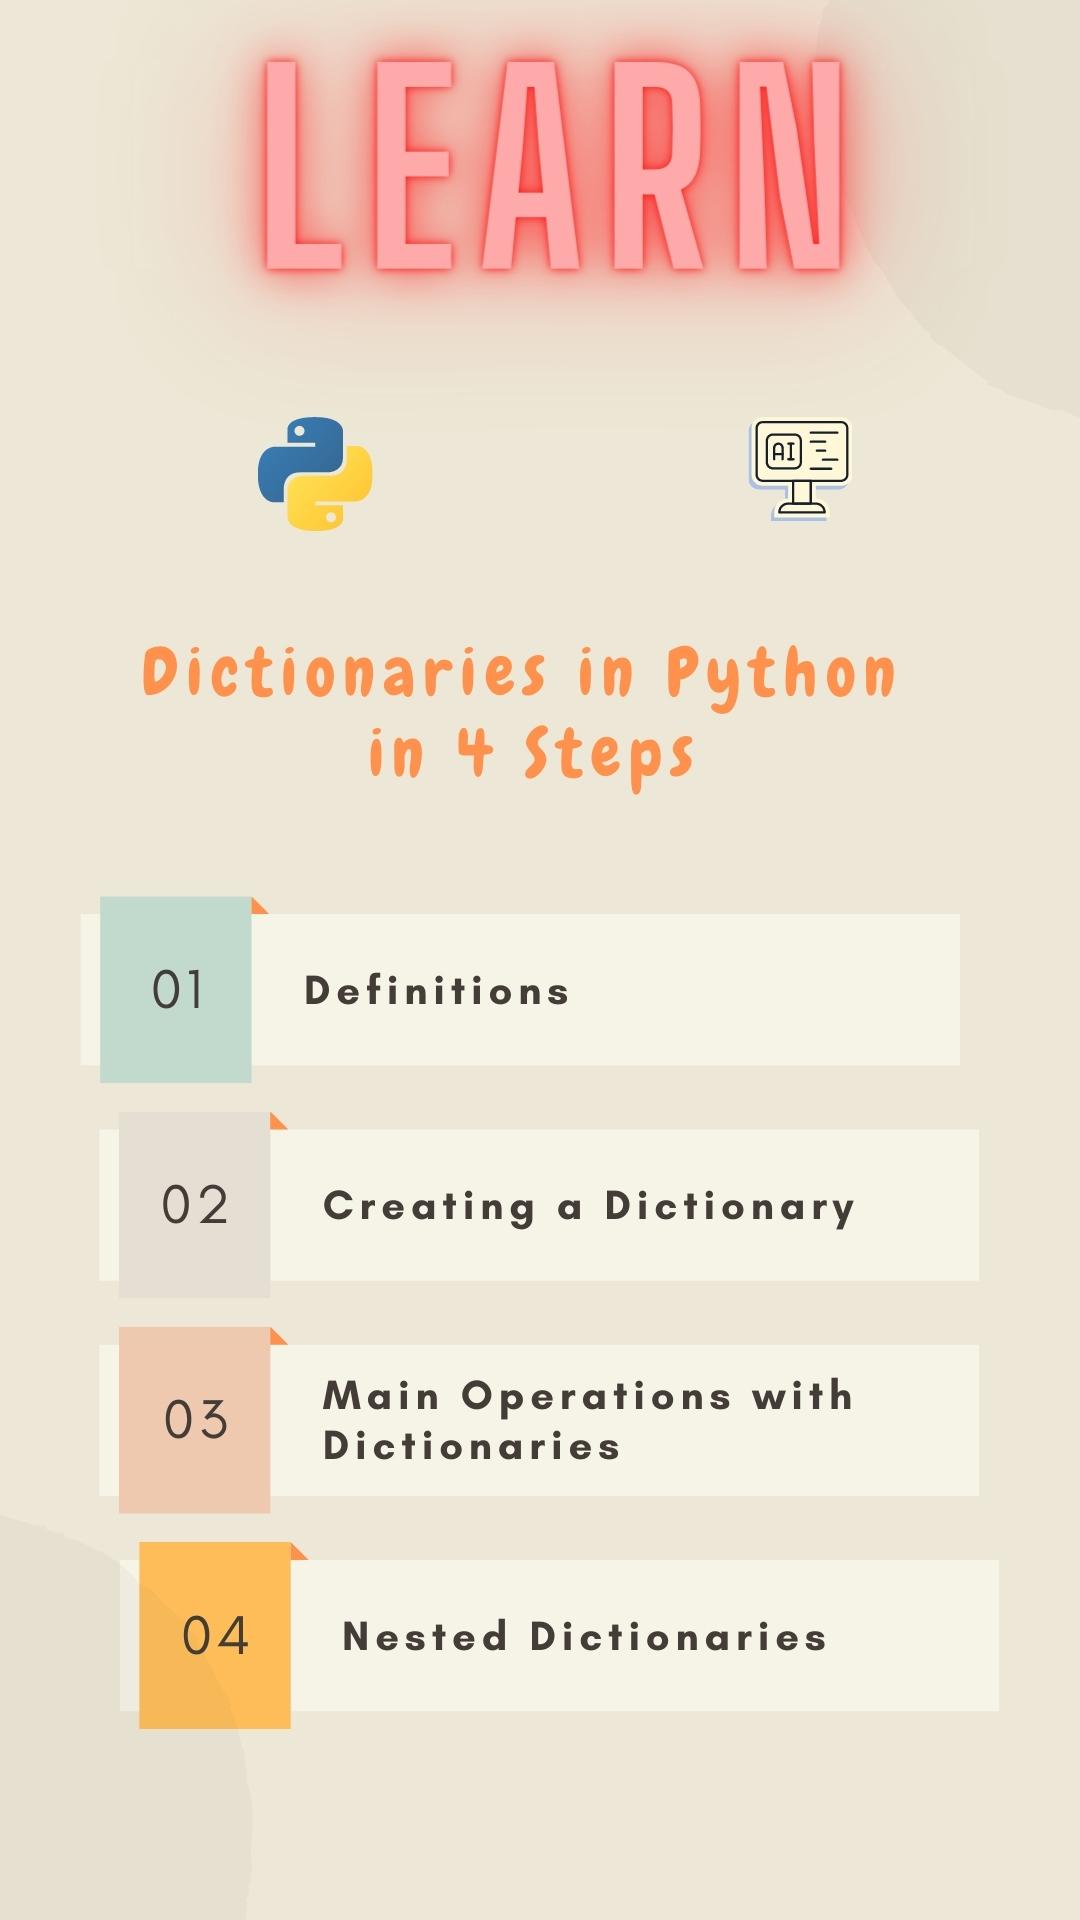 LEARN
AI
Dictionaries in Python
in 4 Steps
01
Definitions
02
Creating a Dictionary
03
Main Operations with
Dictionaries
04
Nested Dictionaries